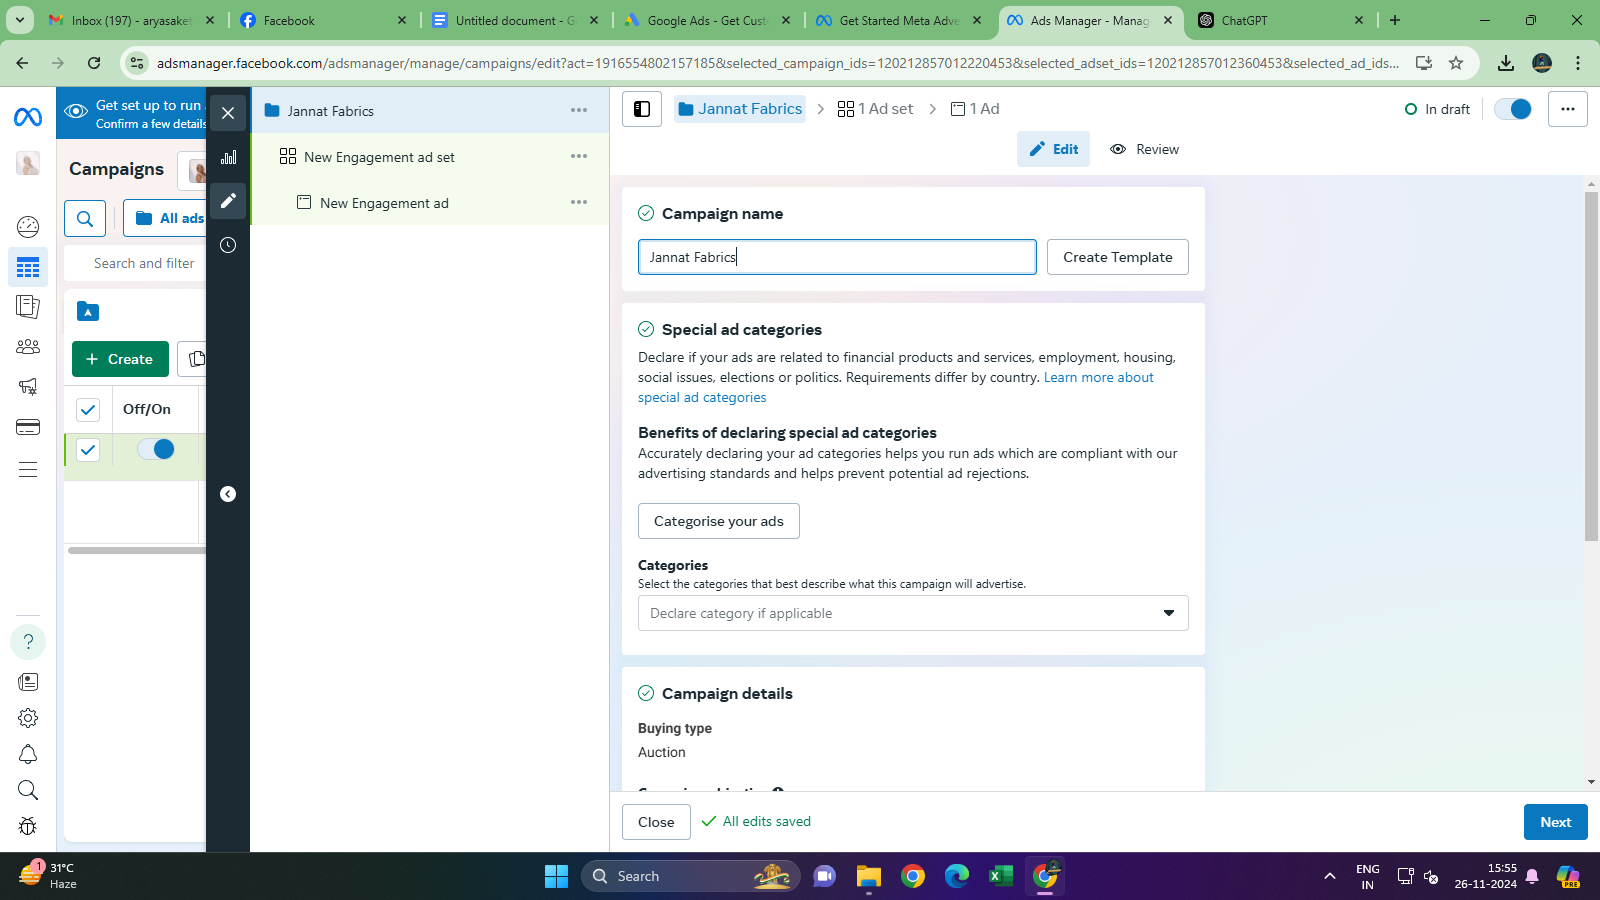 Inbox (197) - aryasaket
Facebook
Untitled document - G
Google Ads - Get Cust
Get Started Meta Adve
Ads Manager - Manag
ChatGPT
adsmanager.facebook.com/adsmanager/manage/campaigns/edit?act=1916554802157185&selected_campaign_ids=120212857012220453&selected_adset_ids=120212857012360453&selected_ad_ids...
Get set up to run
Confirm a few details
Campaigns
All ads
Search and filter
Create
Off/On
Jannat Fabrics
New Engagement ad set
New Engagement ad
Jannat Fabrics
1 Ad set
1 Ad
In draft
Edit
Review
Campaign name
Jannat Fabrics
Create Template
Special ad categories
Declare if your ads are related to financial products and services, employment, housing,
social issues, elections or politics. Requirements differ by country. Learn more about
special ad categories
Benefits of declaring special ad categories
Accurately declaring your ad categories helps you run ads which are compliant with our
advertising standards and helps prevent potential ad rejections.
Categorise your ads
Categories
Select the categories that best describe what this campaign will advertise.
Declare category if applicable
Campaign details
Buying type
Auction
Close
All edits saved
Next
1
31°C
Haze
Search
ENG
IN
15:55
26-11-2024
PRE